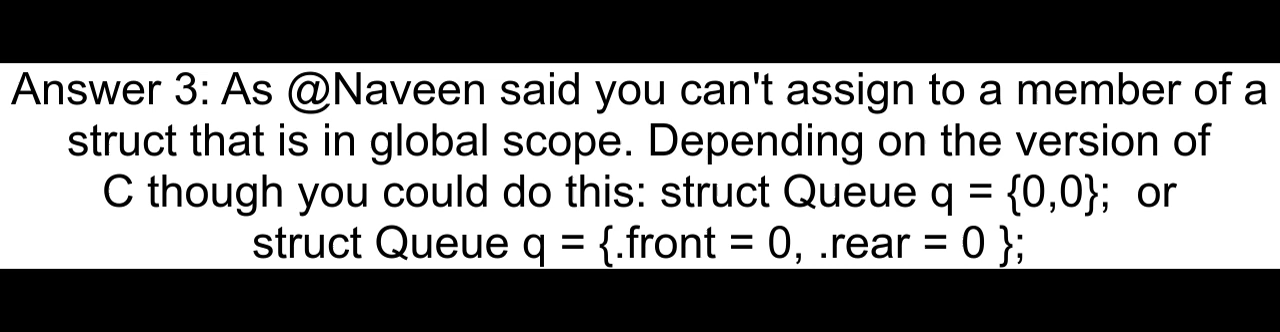 Answer 3: As @Naveen said you can't assign to a member of a
struct that is in global scope. Depending on the version of
C though you could do this: struct Queue q = {0,0};  or
struct Queue q = {.front = 0, .rear = 0 };